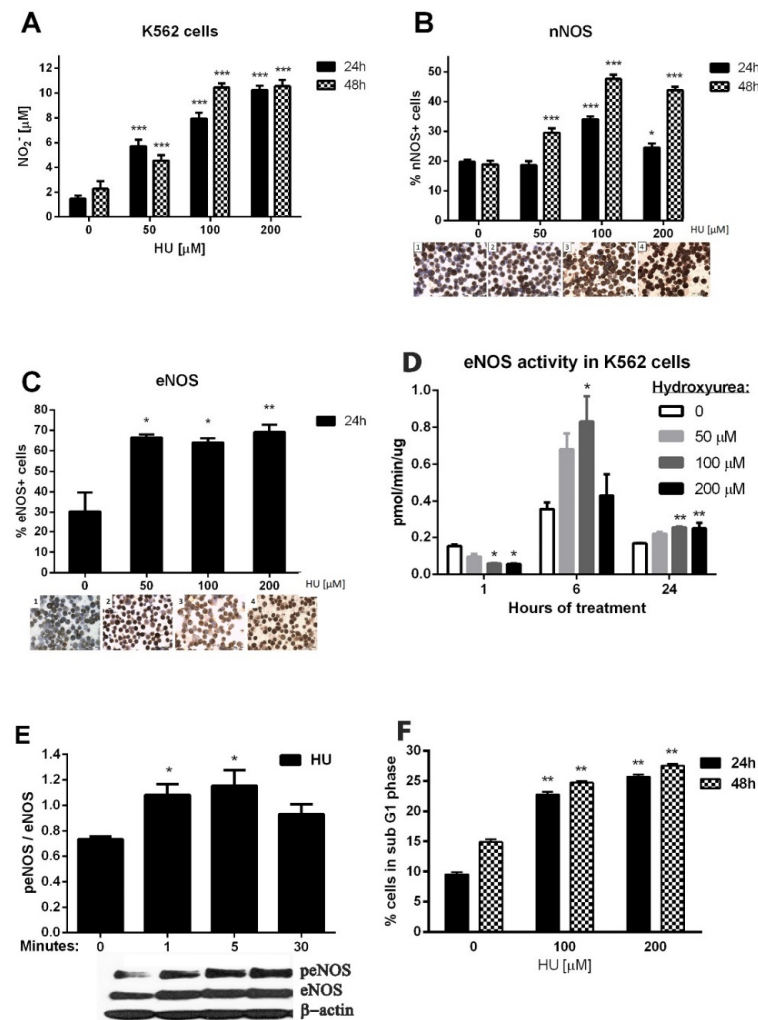 A
K562 cells
12
10
8
6
4
2
0
NO₂⁻ [µM]
*** ***
***
***
*** ***
24h
48h
0 50 100 200
HU [µM]
B
nNOS
50
40
30
20
10
0
% nNOS+ cells
***
***
***
*
***
24h
48h
0 50 100 200 HU [µM]
1 2 3 4
C
eNOS
80
70
60
50
40
30
20
10
0
% eNOS+ cells
* * **
24h
0 50 100 200 HU [µM]
1 2 3 4
D
eNOS activity in K562 cells
1.0
0.8
0.6
0.4
0.2
0.0
pmol/min/ug
* *
*
** **
Hydroxyurea:
0
50 µM
100 µM
200 µM
1 6 24
Hours of treatment
E
1.4
1.2
1.0
0.8
0.6
0.4
0.2
0.0
peNOS / eNOS
* *
HU
Minutes: 0 1 5 30
peNOS
eNOS
β-actin
F
30
25
20
15
10
5
0
% cells in sub G1 phase
** ** ** **
24h
48h
0 100 200
HU [µM]